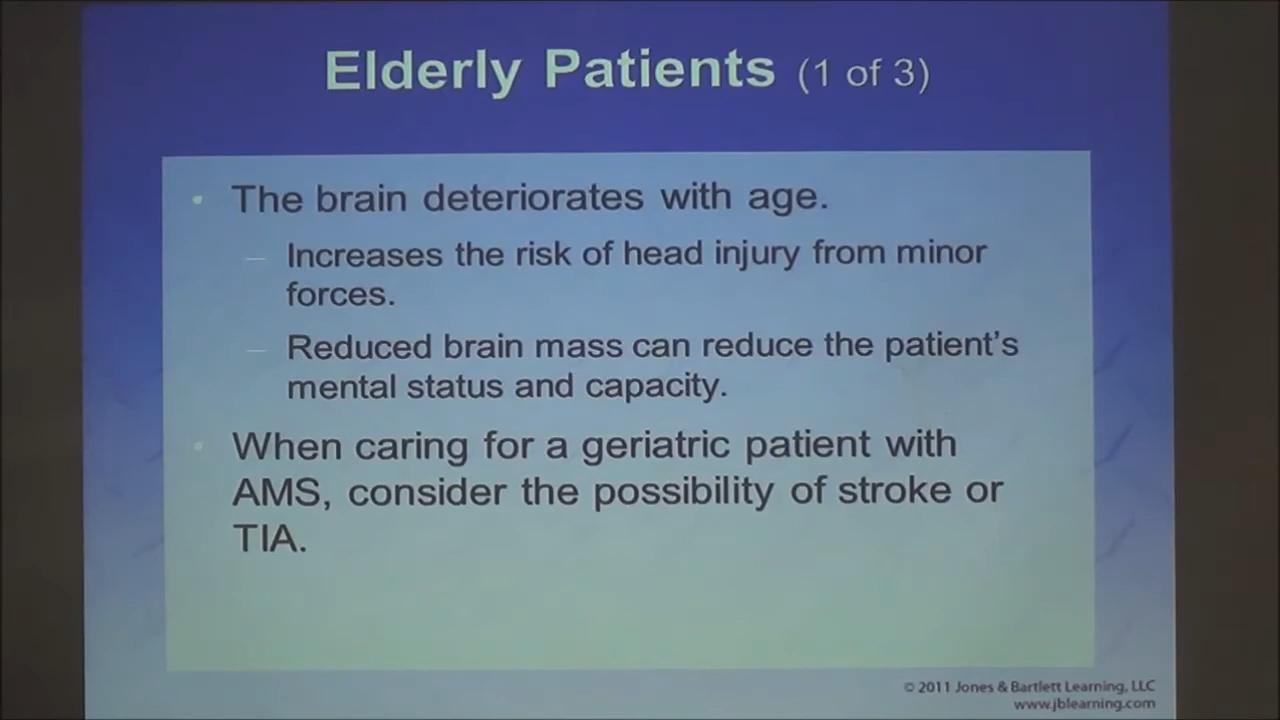 Elderly Patients (1 of 3)
• The brain deteriorates with age.
– Increases the risk of head injury from minor
forces.
– Reduced brain mass can reduce the patient's
mental status and capacity.
• When caring for a geriatric patient with
AMS, consider the possibility of stroke or
TIA.
© 2011 Jones & Bartlett Learning, LLC
www.jblearning.com